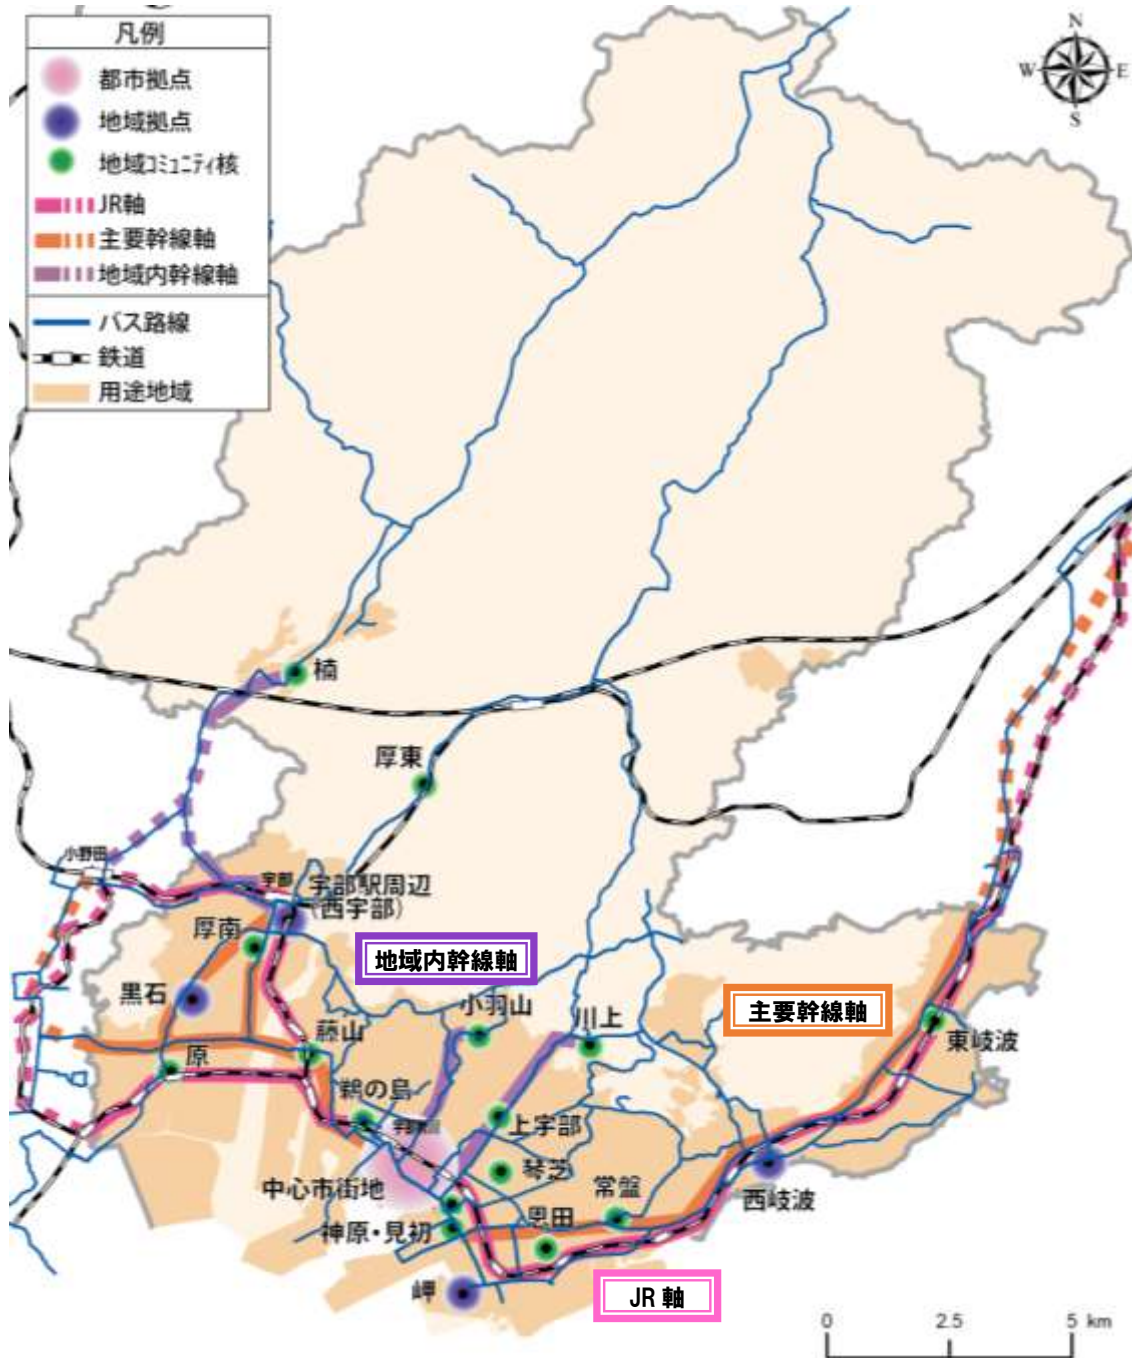 凡例
都市拠点
地域拠点
地域コミュニティ核
JR軸
主要幹線軸
地域内幹線軸
バス路線
鉄道
用途地域
N
W
E
S
楠
厚東
小野田
宇部
宇部駅周辺
(西宇部)
厚南
地域内幹線軸
黒石
小羽山
川上
主要幹線軸
東岐波
藤山
原
鵜の島
上宇部
琴芝
中心市街地
常盤
西岐波
神原・見初
恩田
岬
JR 軸
0
2.5
5 km